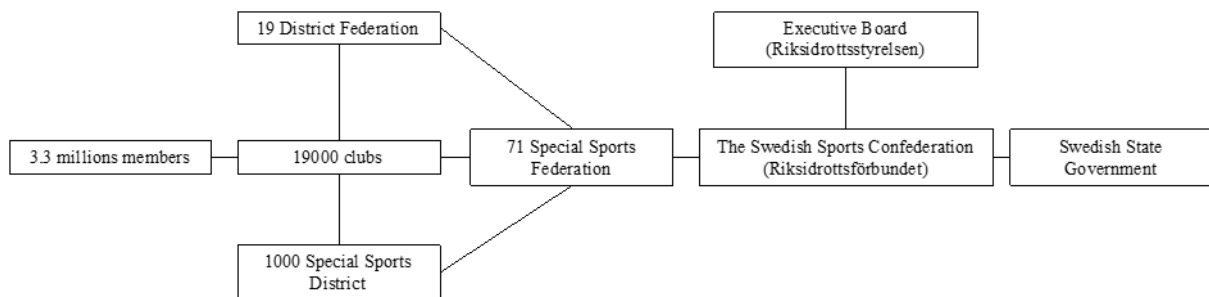 19 District Federation
Executive Board
(Riksidrottsstyrelsen)
3.3 millions members
19000 clubs
71 Special Sports
Federation
The Swedish Sports Confederation
(Riksidrottsförbundet)
Swedish State
Government
1000 Special Sports
District